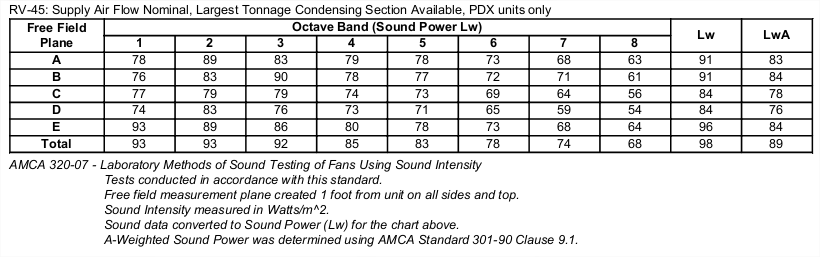 RV-45: Supply Air Flow Nominal, Largest Tonnage Condensing Section Available, PDX units only
Free Field Plane Octave Band (Sound Power Lw) Lw LwA
1 2 3 4 5 6 7 8
A 78 89 83 79 78 73 68 63 91 83
B 76 83 90 78 77 72 71 61 91 84
C 77 79 79 74 73 69 64 56 84 78
D 74 83 76 73 71 65 59 54 84 76
E 93 89 86 80 78 73 68 64 96 84
Total 93 93 92 85 83 78 74 68 98 89
AMCA 320-07 - Laboratory Methods of Sound Testing of Fans Using Sound Intensity
Tests conducted in accordance with this standard.
Free field measurement plane created 1 foot from unit on all sides and top.
Sound Intensity measured in Watts/m^2.
Sound data converted to Sound Power (Lw) for the chart above.
A-Weighted Sound Power was determined using AMCA Standard 301-90 Clause 9.1.